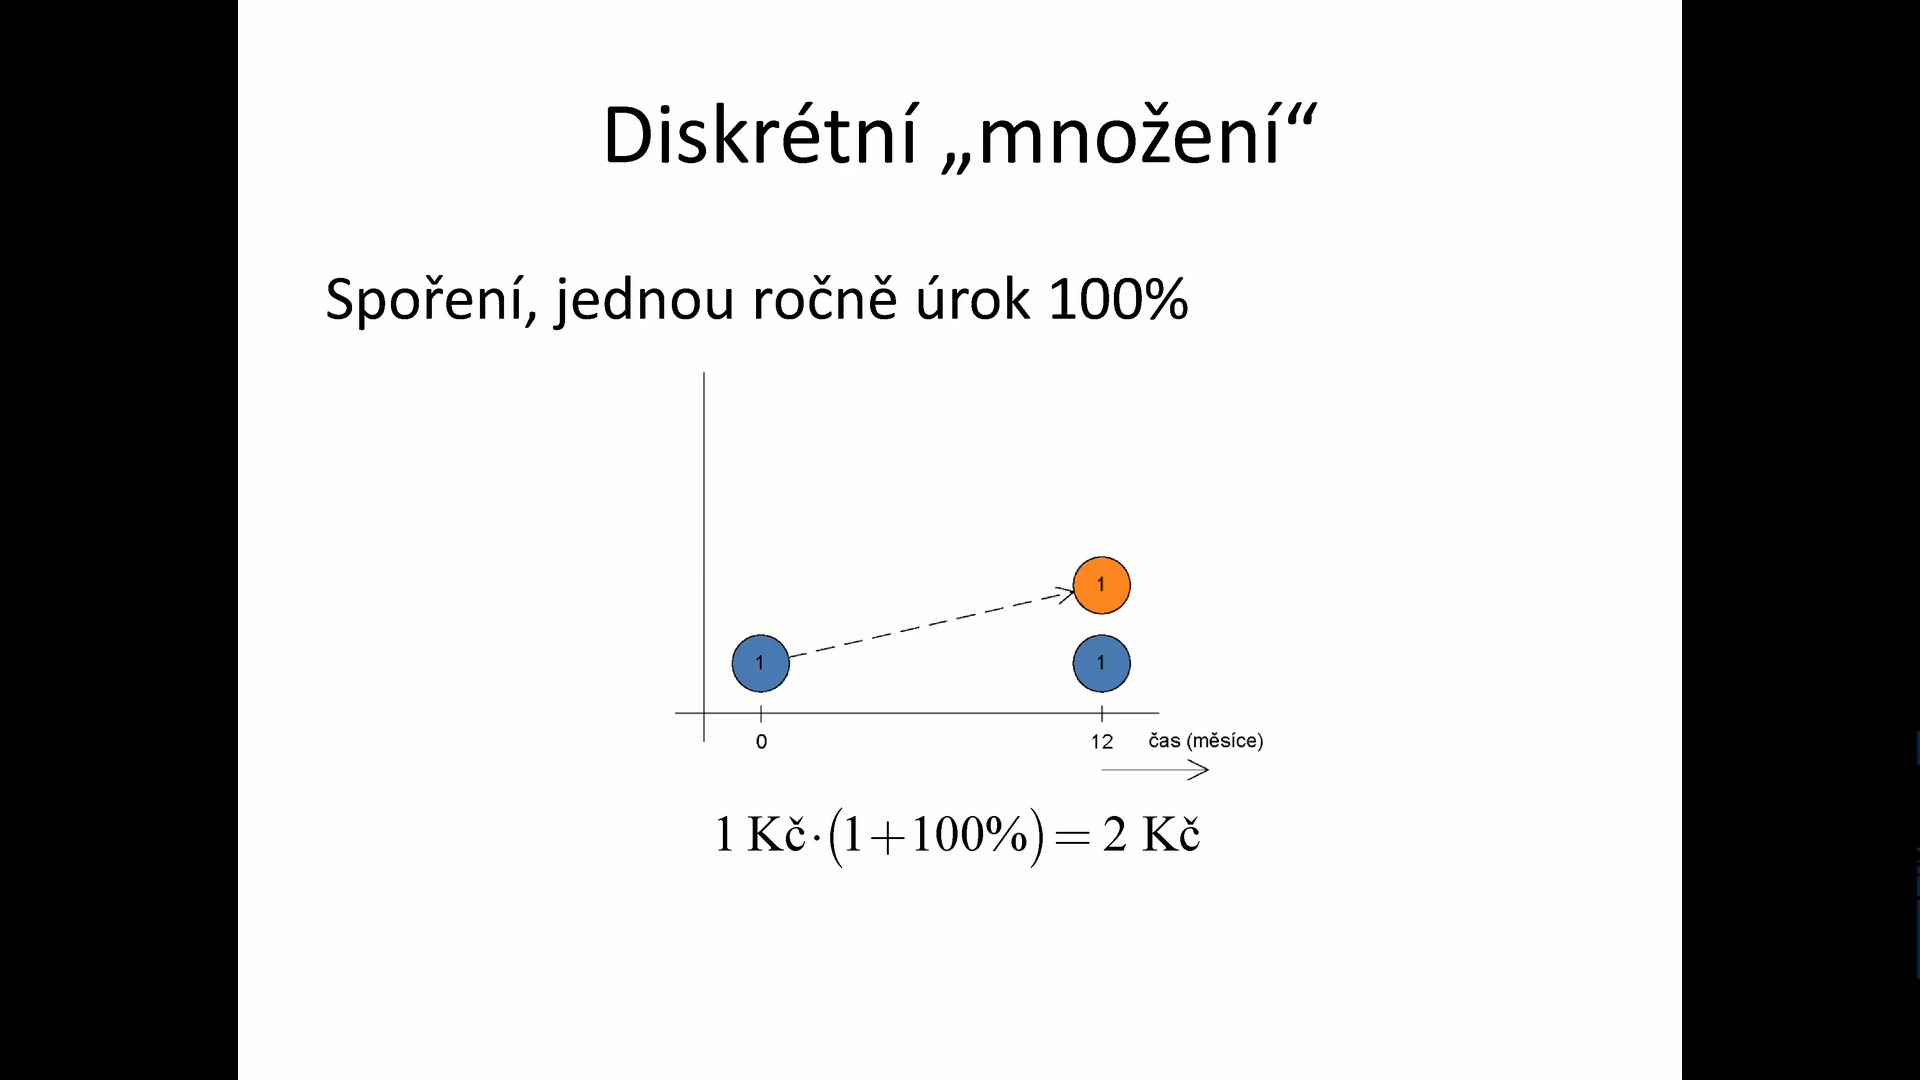 Diskrétní „množení“
Spoření, jednou ročně úrok 100%
1
1
1
0
12
čas (měsíce)
1 Kč·(1+100%)=2 Kč